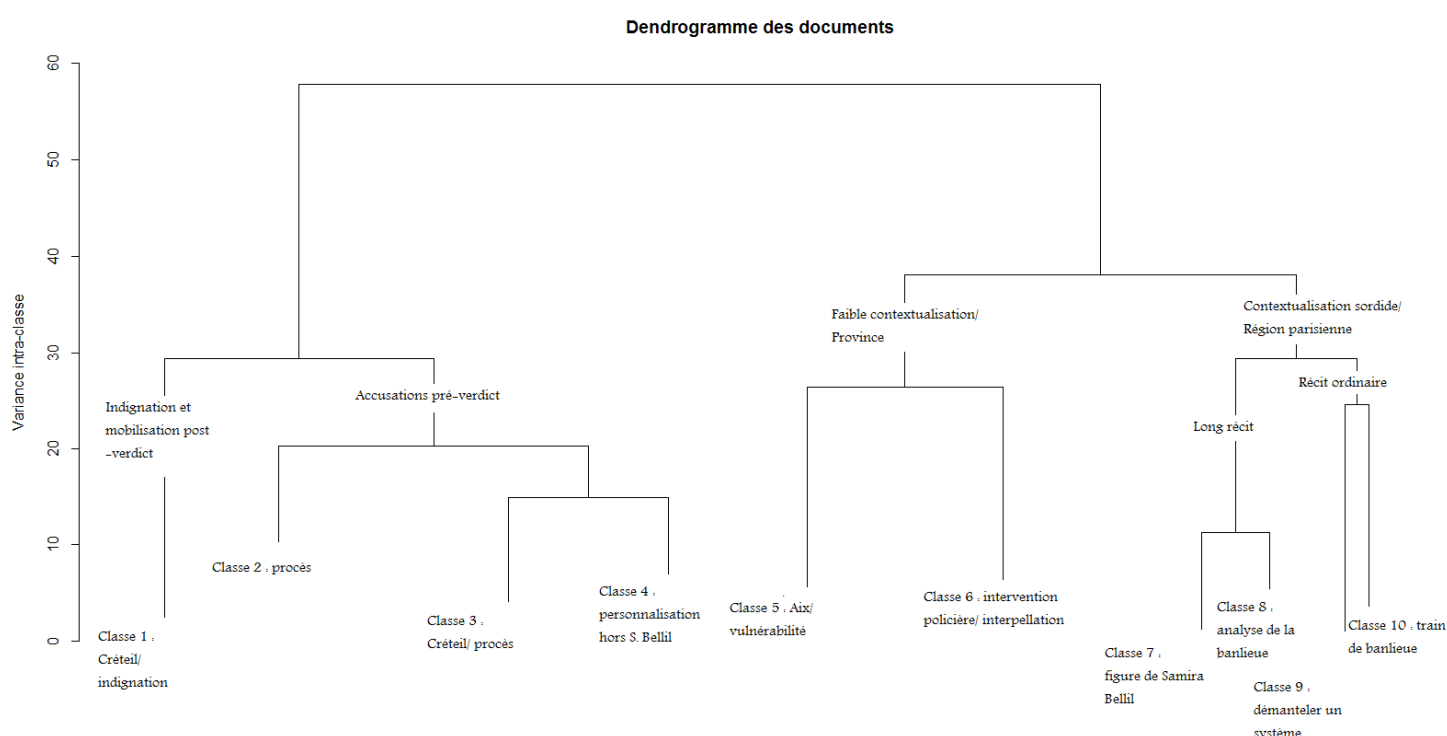 Dendrogramme des documents
Variance intra-classe
60
50
40
30
20
10
0
Faible contextualisation/
Province
Contextualisation sordide/
Région parisienne
Indignation et
mobilisation post
-verdict
Accusations pré-verdict
Récit ordinaire
Long récit
Classe 1 :
Créteil/
indignation
Classe 2 : procès
Classe 3 :
Créteil/ procès
Classe 4 :
personnalisation
hors S. Bellil
Classe 5 : Aix/
vulnérabilité
Classe 6 : intervention
policière/ interpellation
Classe 7 :
figure de Samira
Bellil
Classe 8 :
analyse de la
banlieue
Classe 9 :
démanteler un
système
Classe 10 : train
de banlieue